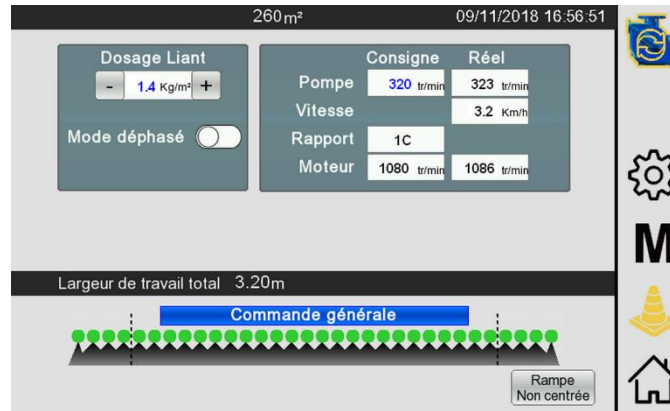 260 m² 09/11/2018 16:56:51
Dosage Liant
- 1.4 Kg/m² +
Mode déphasé
Consigne Réel
Pompe 320 tr/min 323 tr/min
Vitesse 3.2 Km/h
Rapport 1C
Moteur 1080 tr/min 1086 tr/min
M
Largeur de travail total 3.20m
Commande générale
Rampe
Non centrée